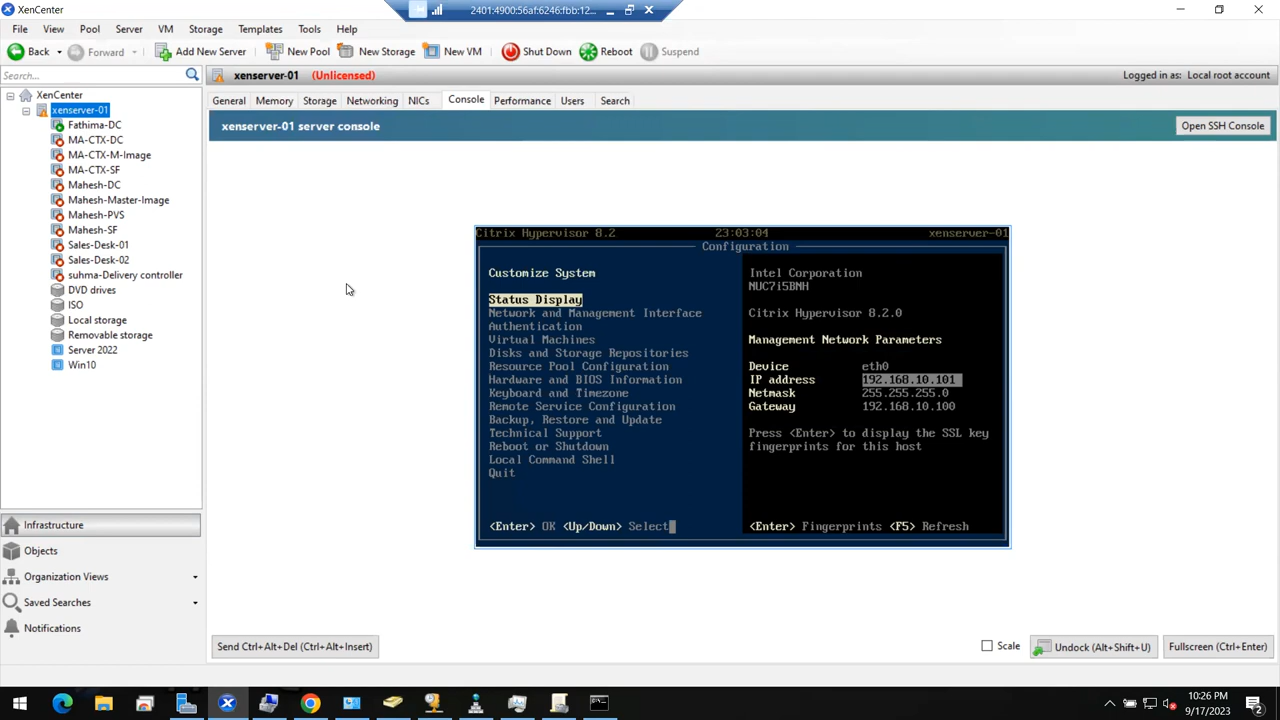 XenCenter
2401:4900:56af:6246:fbb:12...
File View Pool Server VM Storage Templates Tools Help
Back Forward Add New Server New Pool New Storage New VM Shut Down Reboot Suspend
Search...
xenserver-01 (Unlicensed)
Logged in as: Local root account
XenCenter
xenserver-01
Fathima-DC
MA-CTX-DC
MA-CTX-M-Image
MA-CTX-SF
Mahesh-DC
Mahesh-Master-Image
Mahesh-PVS
Mahesh-SF
Sales-Desk-01
Sales-Desk-02
suhma-Delivery controller
DVD drives
ISO
Local storage
Removable storage
Server 2022
Win10
Infrastructure
Objects
Organization Views
Saved Searches
Notifications
General Memory Storage Networking NICs Console Performance Users Search
xenserver-01 server console
Open SSH Console
Citrix Hypervisor 8.2 23:03:04 xenserver-01
Configuration
Customize System
Status Display
Network and Management Interface
Authentication
Virtual Machines
Disks and Storage Repositories
Resource Pool Configuration
Hardware and BIOS Information
Keyboard and Timezone
Remote Service Configuration
Backup, Restore and Update
Technical Support
Reboot or Shutdown
Local Command Shell
Quit
<Enter> OK <Up/Down> Select
Intel Corporation
NUC7i5BNH
Citrix Hypervisor 8.2.0
Management Network Parameters
Device eth0
IP address 192.168.10.101
Netmask 255.255.255.0
Gateway 192.168.10.100
Press <Enter> to display the SSL key
fingerprints for this host
<Enter> Fingerprints <F5> Refresh
Send Ctrl+Alt+Del (Ctrl+Alt+Insert)
Scale
Undock (Alt+Shift+U)
Fullscreen (Ctrl+Enter)
10:26 PM
9/17/2023
2